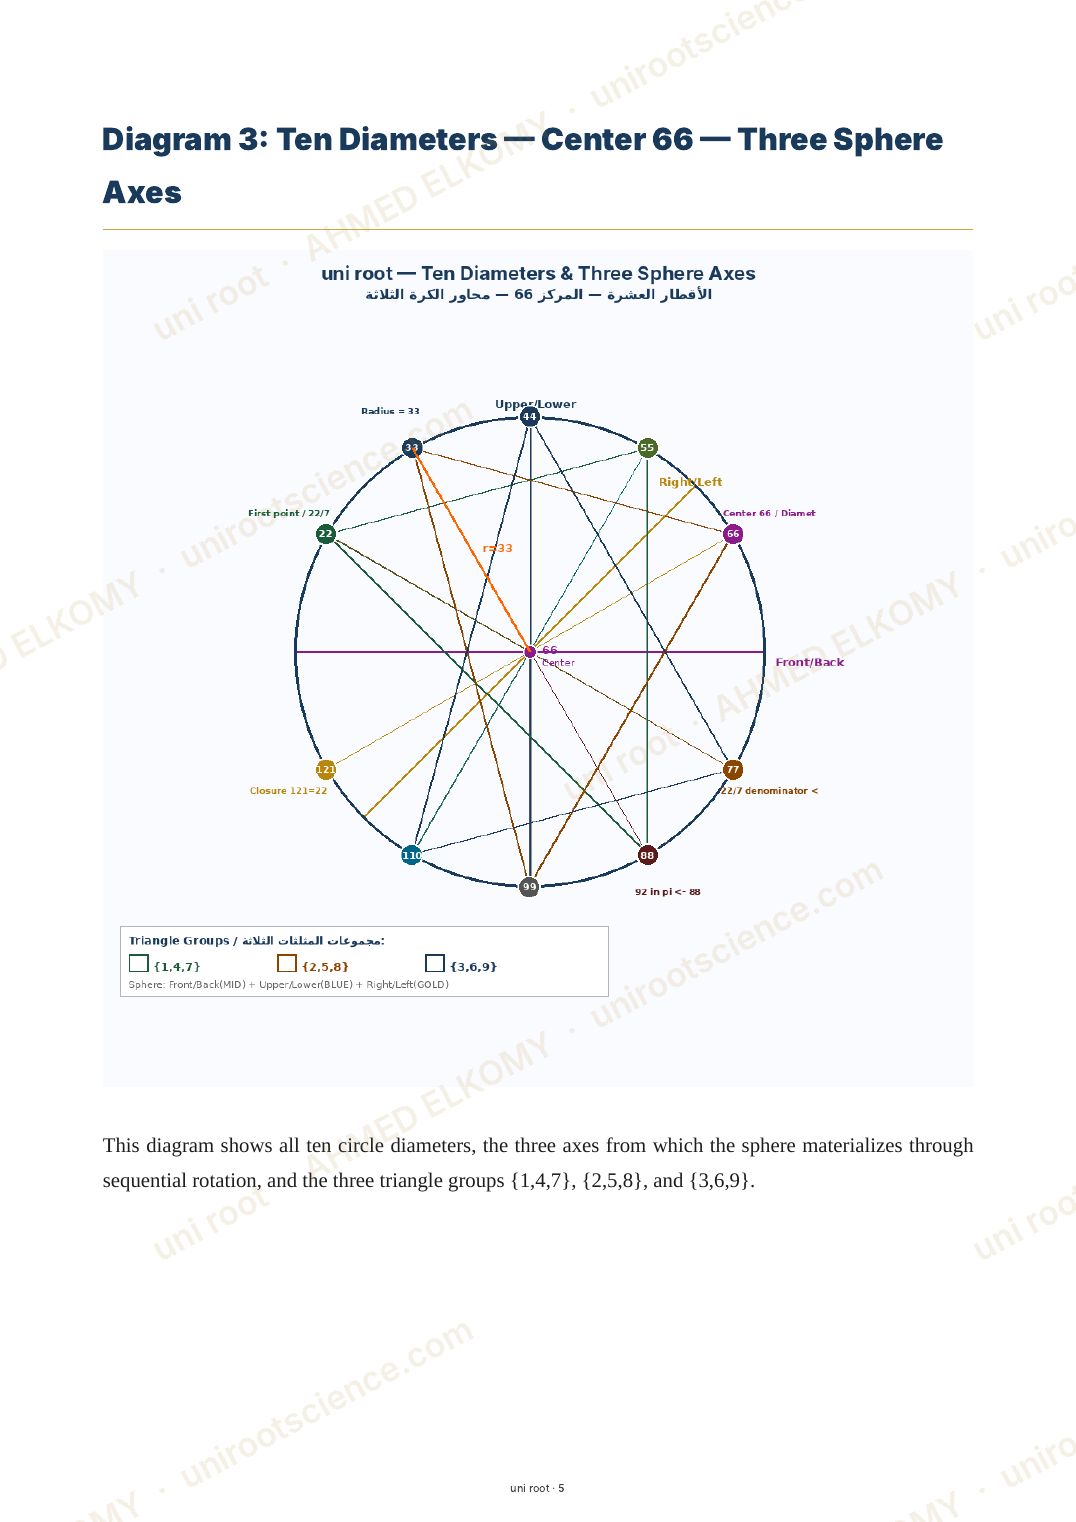 Diagram 3: Ten Diameters — Center 66 — Three Sphere
Axes
uni root — Ten Diameters & Three Sphere Axes
الأقطار العشرة — المركز 66 — محاور الكرة الثلاثة
Upper/Lower
Radius = 33
44
33
55
Right/Left
First point / 22/7
Center 66 / Diamet
22
66
r=33
66
Center
Front/Back
121
77
Closure 121=22
22/7 denominator <
110
88
99
92 in pi <- 88
Triangle Groups / مجموعات المثلثات الثلاثة:
{1,4,7} {2,5,8} {3,6,9}
Sphere: Front/Back(MID) + Upper/Lower(BLUE) + Right/Left(GOLD)
This diagram shows all ten circle diameters, the three axes from which the sphere materializes through
sequential rotation, and the three triangle groups {1,4,7}, {2,5,8}, and {3,6,9}.
uni root · 5
uni root · AHMED ELKOMY · unirootscience.com